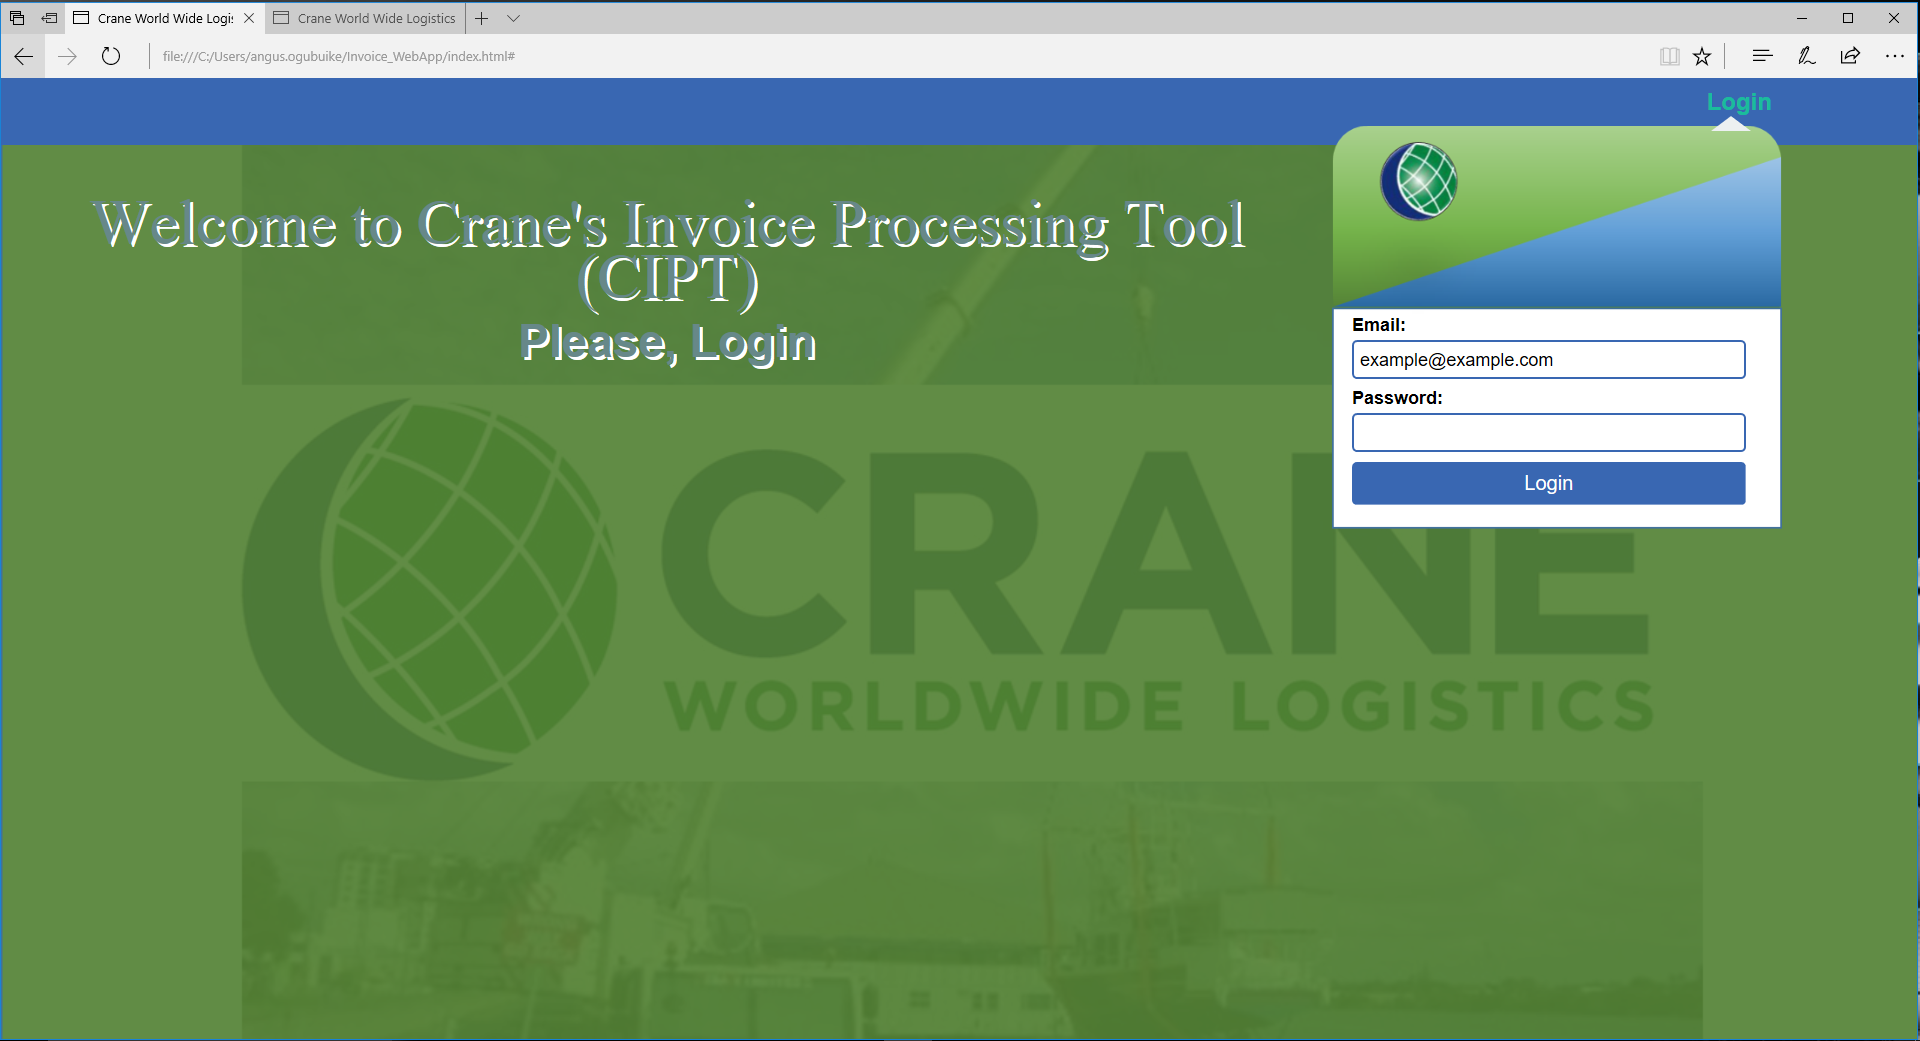 Crane World Wide Logis
Crane World Wide Logistics
file:///C:/Users/angus.ogubuike/Invoice_WebApp/index.html#
Login
Welcome to Crane's Invoice Processing Tool
(CIPT)
Please, Login
Email:
example@example.com
Password:
Login
CRANE
WORLDWIDE LOGISTICS